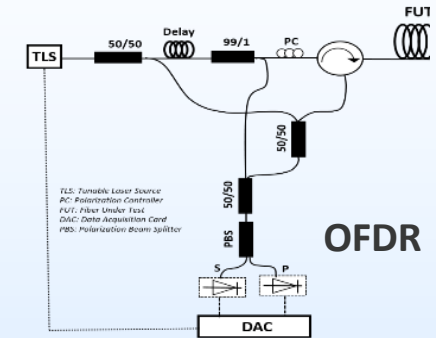 FUT
50/50
Delay
99/1
PC
TLS
50/50
50/50
TLS: Tunable Laser Source
PC: Polarization Controller
FUT: Fiber Under Test
DAC: Data Acquisition Card
PBS: Polarization Beam Splitter
PBS
OFDR
S
P
DAC